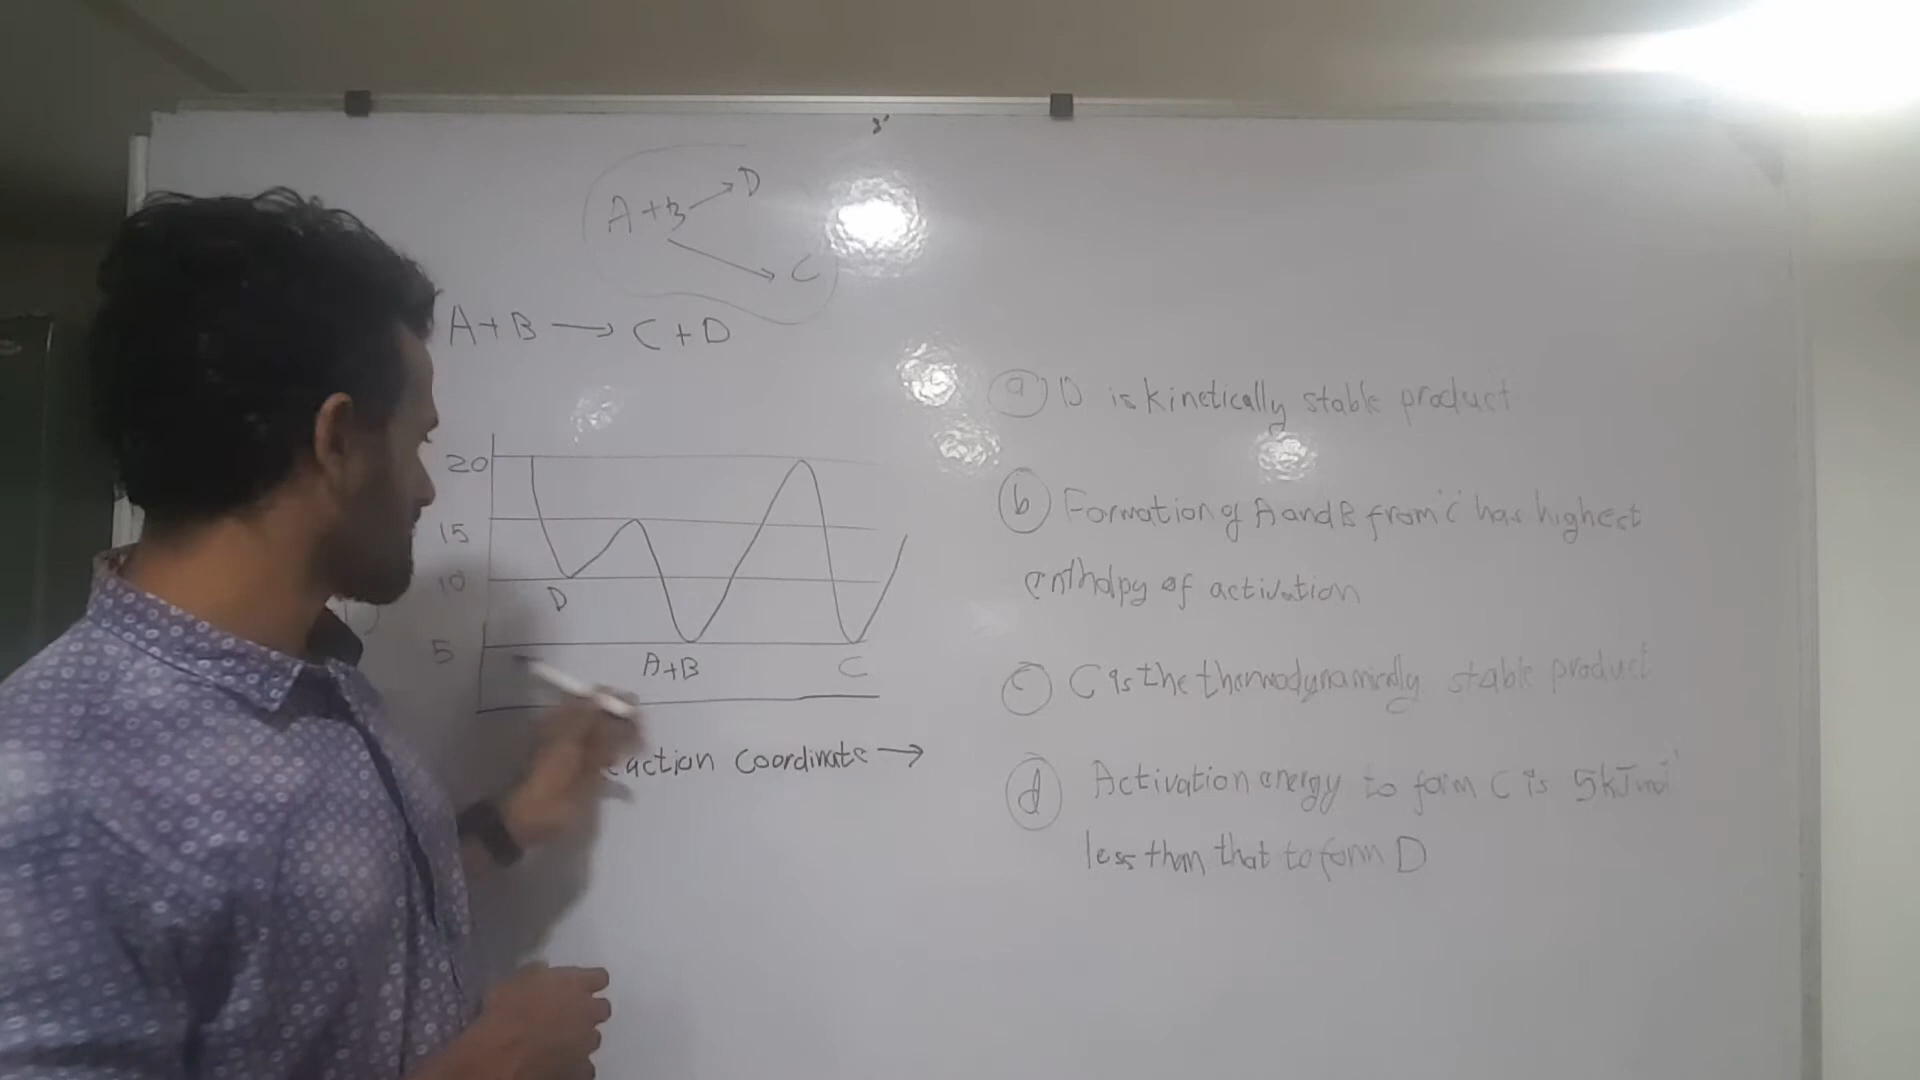 A+B → D
→ C
A+B → C+D
20
15
10
5
D
A+B
C
action coordinate →
a) D is kinetically stable product
b) Formation of A and B from 'C' has highest
enthalpy of activation
c) C is the thermodynamically stable product
d) Activation energy to form C is 5kJmol⁻¹
less than that to form D